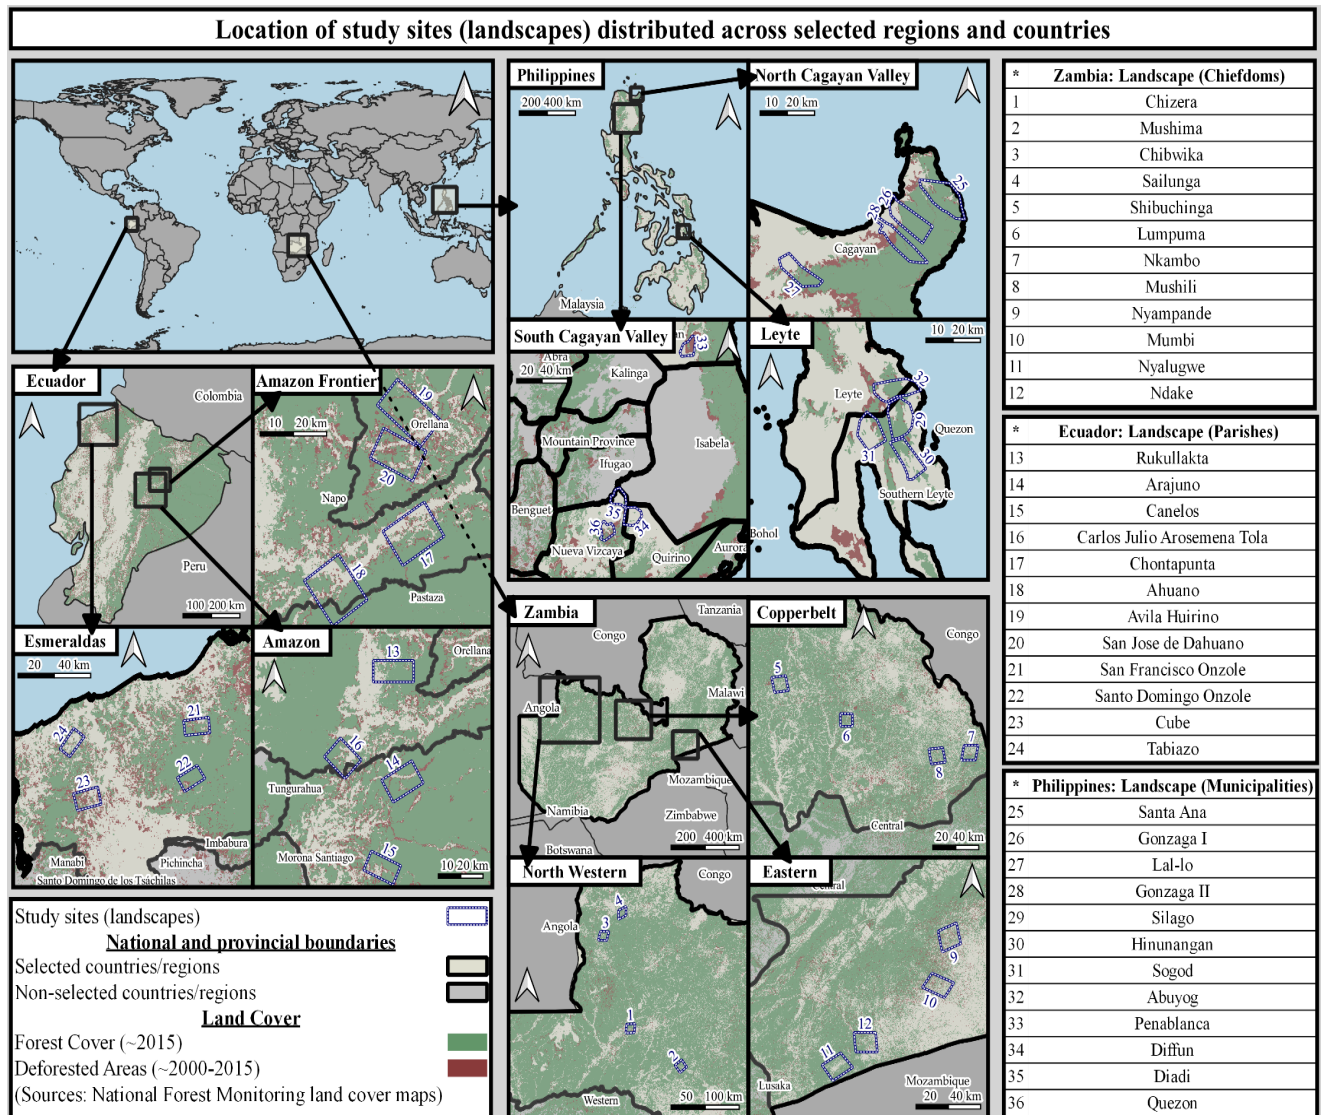 Location of study sites (landscapes) distributed across selected regions and countries
Philippines
200 400 km
Malaysia
North Cagayan Valley
10 20 km
25
26
28
Cagayan
27
South Cagayan Valley
20 40 km
Abra
Kalinga
33
Mountain Province
Ifugao
Isabela
Benguet
35
34
36
Nueva Vizcaya
Quirino
Aurora
Leyte
10 20 km
Leyte
32
29
Quezon
31
30
Southern Leyte
Bohol
Ecuador
Colombia
Peru
100 200 km
Amazon Frontier
10 20 km
19
Orellana
20
Napo
17
18
Pastaza
Esmeraldas
20 40 km
21
24
22
23
Imbabura
Manabi
Pichincha
Santo Domingo de los Tsáchilas
Amazon
13
Orellana
16
14
Tungurahua
Morona Santiago
15
10 20 km
Zambia
Tanzania
Congo
Malawi
Angola
Mozambique
Namibia
Zimbabwe
200 400 km
Botswana
Copperbelt
Congo
5
6
7
8
Central
20 40 km
North Western
Congo
4
Angola
3
1
2
50 100 km
Western
Eastern
Central
9
10
12
11
Lusaka
Mozambique
20 40 km
Study sites (landscapes)
National and provincial boundaries
Selected countries/regions
Non-selected countries/regions
Land Cover
Forest Cover (~2015)
Deforested Areas (~2000-2015)
(Sources: National Forest Monitoring land cover maps)
* Zambia: Landscape (Chiefdoms)
1 Chizera
2 Mushima
3 Chibwika
4 Sailunga
5 Shibuchinga
6 Lumpuma
7 Nkambo
8 Mushili
9 Nyampande
10 Mumbi
11 Nyalugwe
12 Ndake
* Ecuador: Landscape (Parishes)
13 Rukullakta
14 Arajuno
15 Canelos
16 Carlos Julio Arosemena Tola
17 Chontapunta
18 Ahuano
19 Avila Huirino
20 San Jose de Dahuano
21 San Francisco Onzole
22 Santo Domingo Onzole
23 Cube
24 Tabiazo
* Philippines: Landscape (Municipalities)
25 Santa Ana
26 Gonzaga I
27 Lal-lo
28 Gonzaga II
29 Silago
30 Hinunangan
31 Sogod
32 Abuyog
33 Penablanca
34 Diffun
35 Diadi
36 Quezon